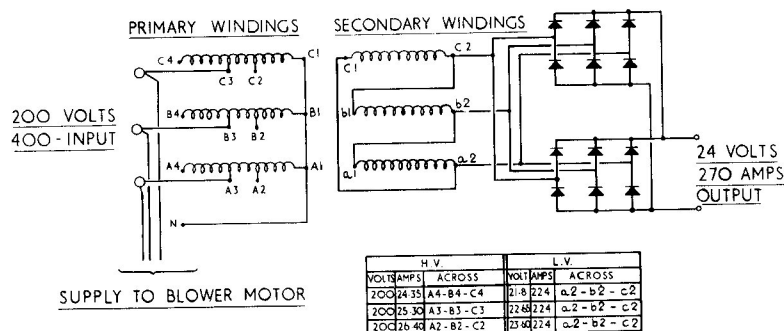 PRIMARY WINDINGS
SECONDARY WINDINGS
C4
C1
C3
C2
B4
B1
B3
B2
A4
A1
A3
A2
N
200 VOLTS
400-INPUT
C1
C2
b1
b2
a1
a2
24 VOLTS
270 AMPS
OUTPUT
SUPPLY TO BLOWER MOTOR
H.V. L.V.
VOLTS AMPS ACROSS VOLT AMPS ACROSS
200 24·35 A4-B4-C4 21·8 224 a2-b2-c2
200 25·30 A3-B3-C3 22·65 224 a2-b2-c2
200 26·40 A2-B2-C2 23·60 224 a2-b2-c2